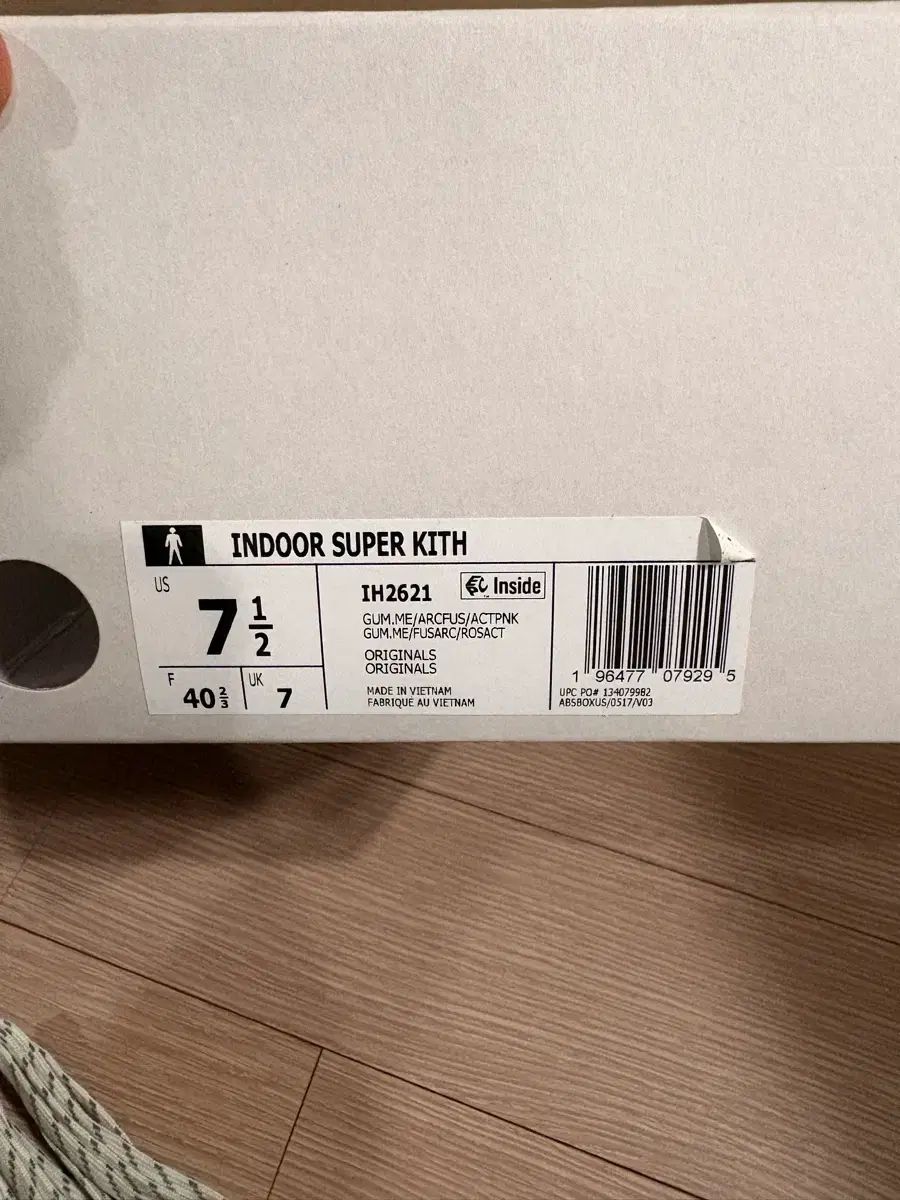 INDOOR SUPER KITH
US
7 1/2
F 40 2/3
UK 7
IH2621
Inside
GUM.ME/ARCFUS/ACTPNK
GUM.ME/FUSARC/ROSACT
ORIGINALS
ORIGINALS
MADE IN VIETNAM
FABRIQUÉ AU VIETNAM
1 96477 07929 5
UPC PO# 134079982
ABSBOXUS/0517/V03